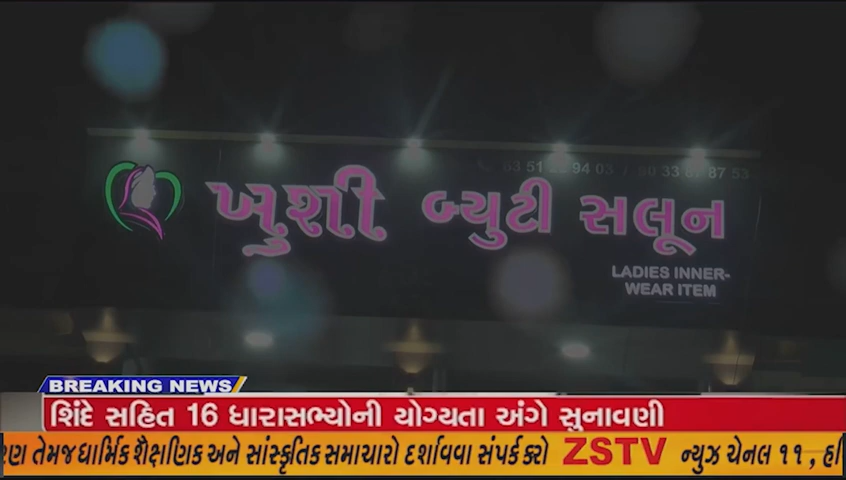 ખુશી બ્યુટી સલૂન
LADIES INNER-
WEAR ITEM
BREAKING NEWS
શિંદે સહિત 16 ધારાસભ્યોની યોગ્યતા અંગે સુનાવણી
તેમજ ધાર્મિક શૈક્ષણિક અને સાંસ્કૃતિક સમાચારો દર્શાવવા સંપર્ક કરો ZSTV ન્યુઝ ચેનલ ૧૧ ,